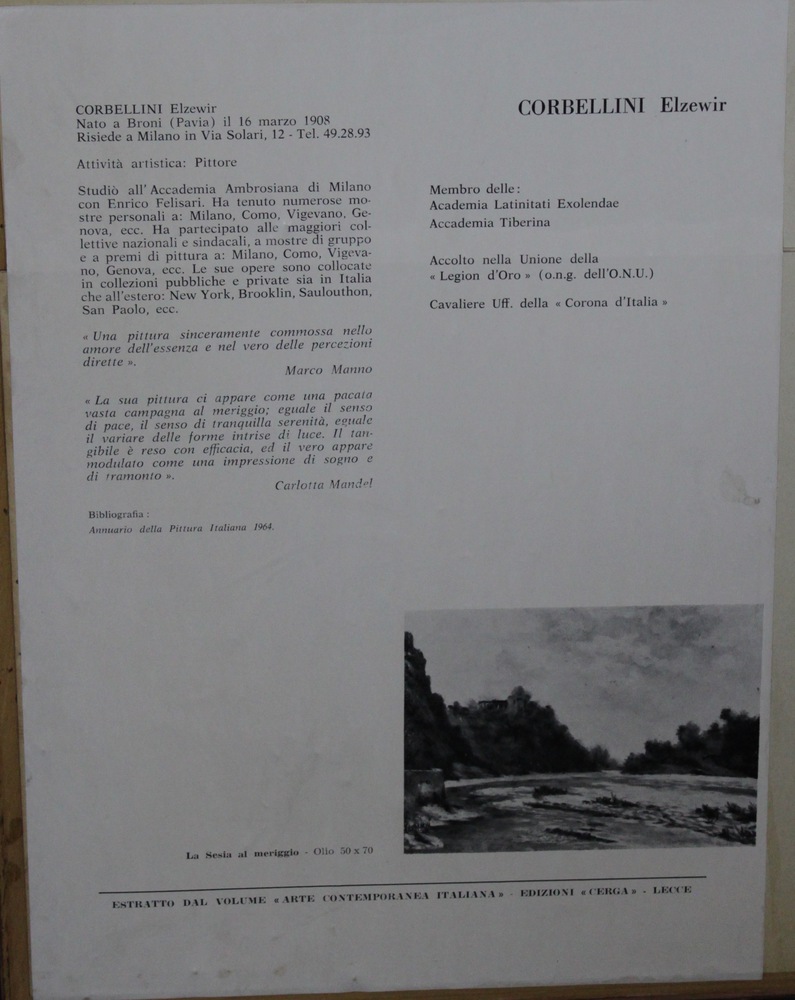 CORBELLINI Elzewir
Nato a Broni (Pavia) il 16 marzo 1908
Risiede a Milano in Via Solari, 12 - Tel. 49.28.93
Attività artistica: Pittore
Studiò all'Accademia Ambrosiana di Milano
con Enrico Felisari. Ha tenuto numerose mo-
stre personali a: Milano, Como, Vigevano, Ge-
nova, ecc. Ha partecipato alle maggiori col-
lettive nazionali e sindacali, a mostre di gruppo
e a premi di pittura a: Milano, Como, Vigeva-
no, Genova, ecc. Le sue opere sono collocate
in collezioni pubbliche e private sia in Italia
che all'estero: New York, Brooklin, Saulouthon,
San Paolo, ecc.
« Una pittura sinceramente commossa nello
amore dell'essenza e nel vero delle percezioni
dirette ».
Marco Manno
« La sua pittura ci appare come una pacata
vasta campagna al meriggio; eguale il senso
di pace, il senso di tranquilla serenità, eguale
il variare delle forme intrise di luce. Il tan-
gibile è reso con efficacia, ed il vero appare
modulato come una impressione di sogno e
di tramonto ».
Carlotta Mandel
Bibliografia :
Annuario della Pittura Italiana 1964.
CORBELLINI Elzewir
Membro delle :
Academia Latinitati Exolendae
Accademia Tiberina
Accolto nella Unione della
« Legion d'Oro » (o.n.g. dell'O.N.U.)
Cavaliere Uff. della « Corona d'Italia »
La Sesia al meriggio - Olio 50 x 70
ESTRATTO DAL VOLUME « ARTE CONTEMPORANEA ITALIANA » - EDIZIONI « CERGA » - LECCE